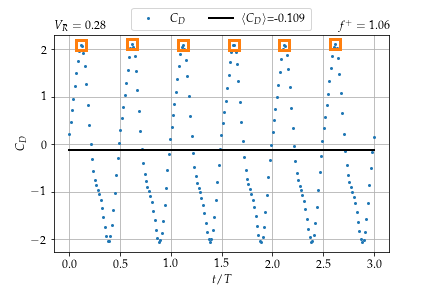 V_R = 0.28
C_D
⟨C_D⟩=-0.109
f⁺ = 1.06
2
1
0
−1
−2
C_D
0.0 0.5 1.0 1.5 2.0 2.5 3.0
t/T